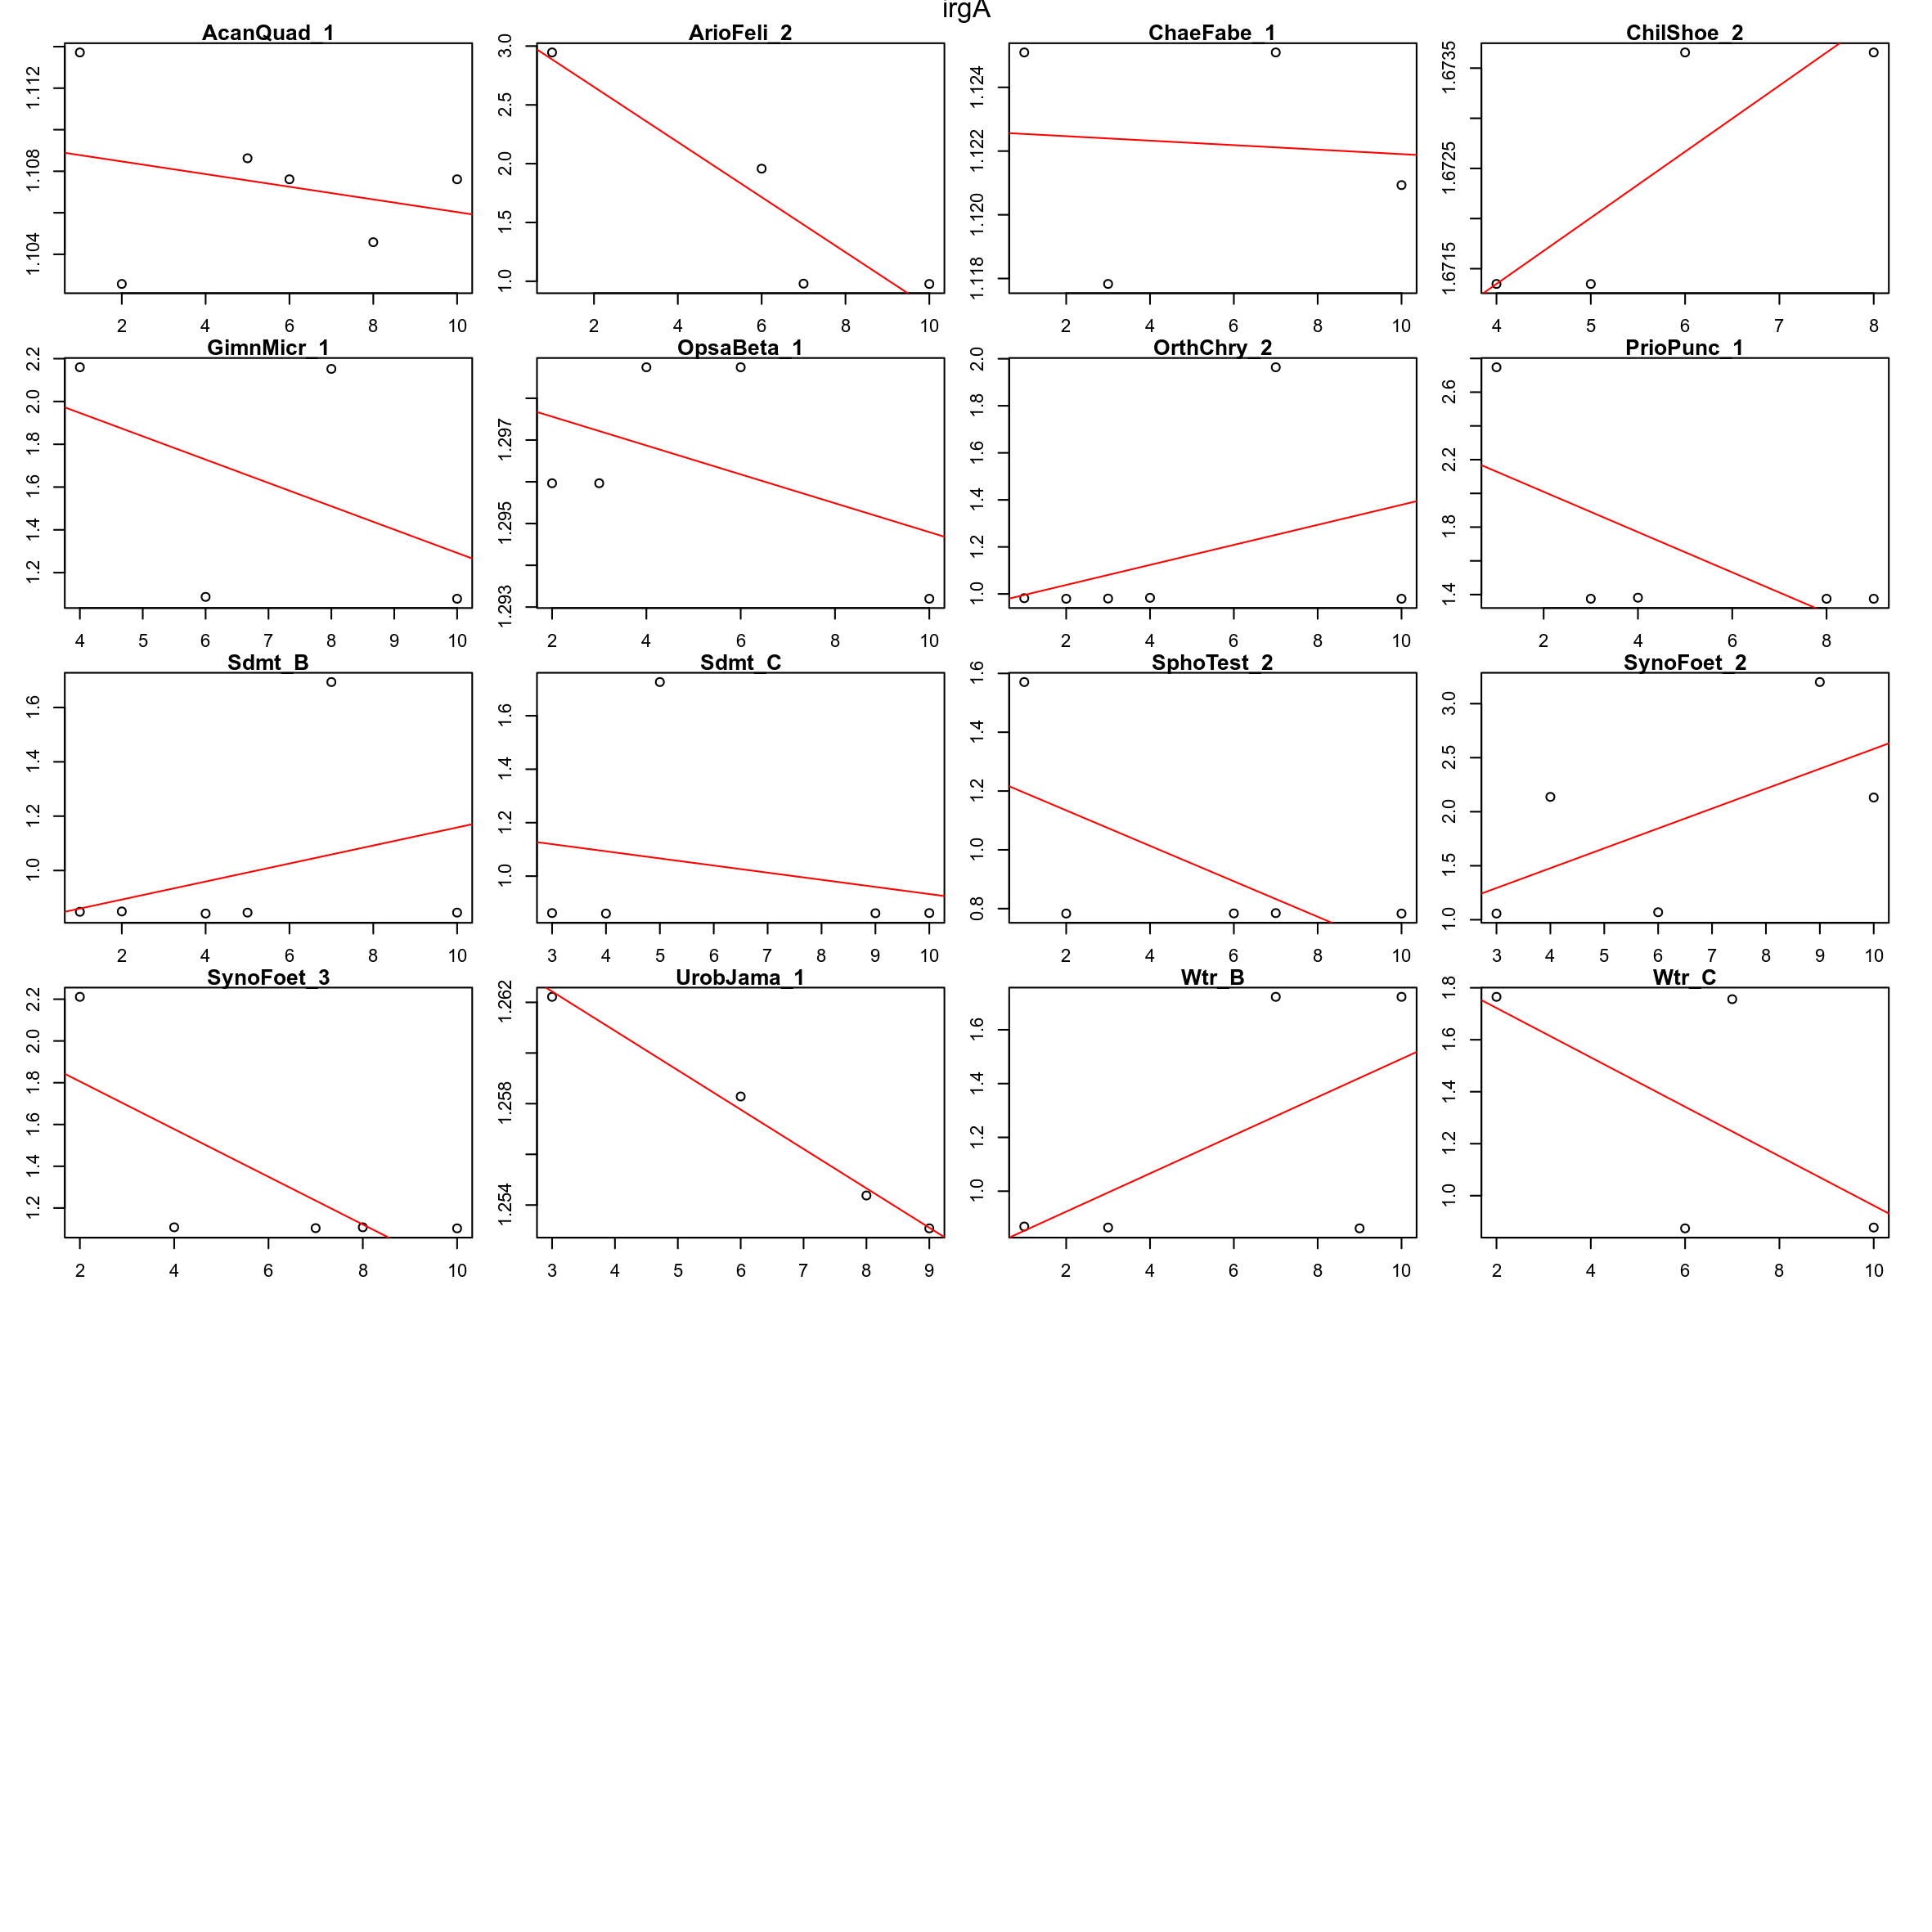 irgA
AcanQuad_1 ArioFeli_2 ChaeFabe_1 ChilShoe_2
1.104 1.108 1.112
2 4 6 8 10
1.0 1.5 2.0 2.5 3.0
2 4 6 8 10
1.118 1.120 1.122 1.124
2 4 6 8 10
1.6715 1.6725 1.6735
4 5 6 7 8
GimnMicr_1 OpsaBeta_1 OrthChry_2 PrioPunc_1
1.2 1.4 1.6 1.8 2.0 2.2
4 5 6 7 8 9 10
1.293 1.295 1.297
2 4 6 8 10
1.0 1.2 1.4 1.6 1.8 2.0
2 4 6 8 10
1.4 1.8 2.2 2.6
2 4 6 8
Sdmt_B Sdmt_C SphoTest_2 SynoFoet_2
1.0 1.2 1.4 1.6
2 4 6 8 10
1.0 1.2 1.4 1.6
3 4 5 6 7 8 9 10
0.8 1.0 1.2 1.4 1.6
2 4 6 8 10
1.0 1.5 2.0 2.5 3.0
3 4 5 6 7 8 9 10
SynoFoet_3 UrobJama_1 Wtr_B Wtr_C
1.2 1.4 1.6 1.8 2.0 2.2
2 4 6 8 10
1.254 1.258 1.262
3 4 5 6 7 8 9
1.0 1.2 1.4 1.6
2 4 6 8 10
1.0 1.2 1.4 1.6 1.8
2 4 6 8 10